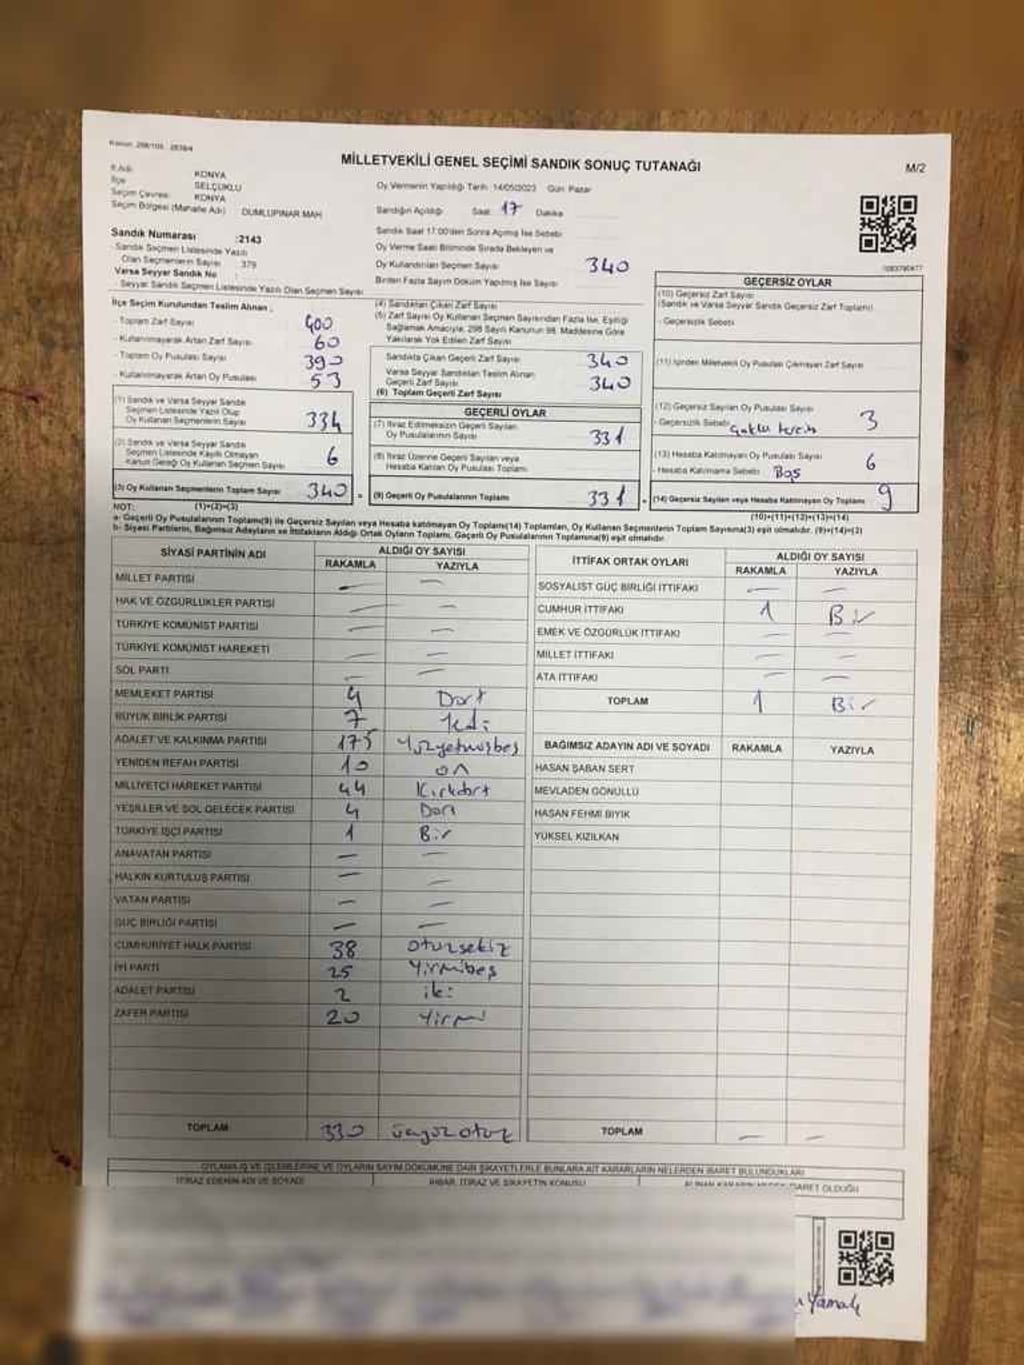 MİLLETVEKİLİ GENEL SEÇİMİ SANDIK SONUÇ TUTANAĞI
M/2
KONYA
İlçe SELÇUKLU
Seçim Çevresi KONYA
Seçim Bölgesi (Mahalle Adı) DUMLUPINAR MAH
Sandık Numarası :2143
Sandık Seçmen Listesinde Yazılı
Olan Seçmenlerin Sayısı 379
Varsa Seyyar Sandık No :
Seyyar Sandık Seçmen Listesinde Yazılı Olan Seçmen Sayısı
Oy Vermenin Yapıldığı Tarih 14/05/2023 Gün Pazar
Sandığın Açıldığı Saat 17 Dakika
Sandık Saat 17.00'den Sonra Açılmış İse Sebebi
Oy Verme Saati Bitiminde Sırada Bekleyen ve
Oy Kullandırılan Seçmen Sayısı 340
Birden Fazla Sayım Döküm Yapılmış İse Sayısı
İlçe Seçim Kurulundan Teslim Alınan ;
- Toplam Zarf Sayısı 400
- Kullanılmayarak Artan Zarf Sayısı 60
- Toplam Oy Pusulası Sayısı 390
- Kullanılmayarak Artan Oy Pusulası 53
(1) Sandık ve Varsa Seyyar Sandık
Seçmen Listesinde Yazılı Olup
Oy Kullanan Seçmenlerin Sayısı 334
(2) Sandık ve Varsa Seyyar Sandık
Seçmen Listesinde Kayıtlı Olmayan
Kanun Gereği Oy Kullanan Seçmen Sayısı 6
(3) Oy Kullanan Seçmenlerin Toplam Sayısı 340 =
(4) Sandıktan Çıkan Zarf Sayısı
(5) Zarf Sayısı Oy Kullanan Seçmen Sayısından Fazla İse, Eşitliği
Sağlamak Amacıyla, 298 Sayılı Kanunun 98. Maddesine Göre
Yakılarak Yok Edilen Zarf Sayısı
Sandıkta Çıkan Geçerli Zarf Sayısı 340
Varsa Seyyar Sandıktan Teslim Alınan
Geçerli Zarf Sayısı 340
(6) Toplam Geçerli Zarf Sayısı
GEÇERLİ OYLAR
(7) İtiraz Edilmeksizin Geçerli Sayılan
Oy Pusulalarının Sayısı 331
(8) İtiraz Üzerine Geçerli Sayılan veya
Hesaba Katılan Oy Pusulası Toplamı
(9) Geçerli Oy Pusulalarının Toplamı 331 +
GEÇERSİZ OYLAR
(10) Geçersiz Zarf Sayısı
(Sandık ve Varsa Seyyar Sandık Geçersiz Zarf Toplamı)
- Geçersizlik Sebebi
(11) İçinden Milletvekili Oy Pusulası Çıkmayan Zarf Sayısı
(12) Geçersiz Sayılan Oy Pusulası Sayısı 3
- Geçersizlik Sebebi Çoklu tercih
(13) Hesaba Katılmayan Oy Pusulası Sayısı 6
- Hesaba Katılmama Sebebi Boş
(14) Geçersiz Sayılan veya Hesaba Katılmayan Oy Toplamı 9
NOT: (1)+(2)=(3)
(10)+(11)+(12)+(13)=(14)
a- Geçerli Oy Pusulalarının Toplamı(9) ile Geçersiz Sayılan veya Hesaba katılmayan Oy Toplamı(14) Toplamları, Oy Kullanan Seçmenlerin Toplam Sayısına(3) eşit olmalıdır. (9)+(14)=(3)
b- Siyasi Partilerin, Bağımsız Adayların ve İttifakların Aldığı Ortak Oyların Toplamı, Geçerli Oy Pusulalarının Toplamına(9) eşit olmalıdır.
SİYASİ PARTİNİN ADI ALDIĞI OY SAYISI
RAKAMLA YAZIYLA
MİLLET PARTİSİ — —
HAK VE ÖZGÜRLÜKLER PARTİSİ — —
TÜRKİYE KOMÜNİST PARTİSİ — —
TÜRKİYE KOMÜNİST HAREKETİ — —
SOL PARTİ — —
MEMLEKET PARTİSİ 4 Dört
BÜYÜK BİRLİK PARTİSİ 7 Yedi
ADALET VE KALKINMA PARTİSİ 175 Yüzyetmişbeş
YENİDEN REFAH PARTİSİ 10 on
MİLLİYETÇİ HAREKET PARTİSİ 44 Kırkdört
YEŞİLLER VE SOL GELECEK PARTİSİ 4 Dört
TÜRKİYE İŞÇİ PARTİSİ 1 Bir
ANAVATAN PARTİSİ — —
HALKIN KURTULUŞ PARTİSİ — —
VATAN PARTİSİ — —
GÜÇ BİRLİĞİ PARTİSİ — —
CUMHURİYET HALK PARTİSİ 38 otuzsekiz
İYİ PARTİ 25 Yirmibeş
ADALET PARTİSİ 2 iki
ZAFER PARTİSİ 20 Yirmi
TOPLAM 330 üçyüz otuz
İTTİFAK ORTAK OYLARI ALDIĞI OY SAYISI
RAKAMLA YAZIYLA
SOSYALİST GÜÇ BİRLİĞİ İTTİFAKI — —
CUMHUR İTTİFAKI 1 Bir
EMEK VE ÖZGÜRLÜK İTTİFAKI — —
MİLLET İTTİFAKI — —
ATA İTTİFAKI — —
TOPLAM 1 Bir
BAĞIMSIZ ADAYIN ADI VE SOYADI RAKAMLA YAZIYLA
HASAN ŞABAN SERT
MEVLADEN GÖNÜLLÜ
HASAN FEHMİ BIYIK
YÜKSEL KIZILKAN
TOPLAM — —
OYLAMA İŞ VE İŞLEMLERİNE VE OYLARIN SAYIM DÖKÜMÜNE DAİR ŞİKAYETLERLE BUNLARA AİT KARARLARIN NELERDEN İBARET BULUNDUKLARI
İTİRAZ EDENİN ADI VE SOYADI İHBAR, İTİRAZ VE ŞİKAYETİN KONUSU